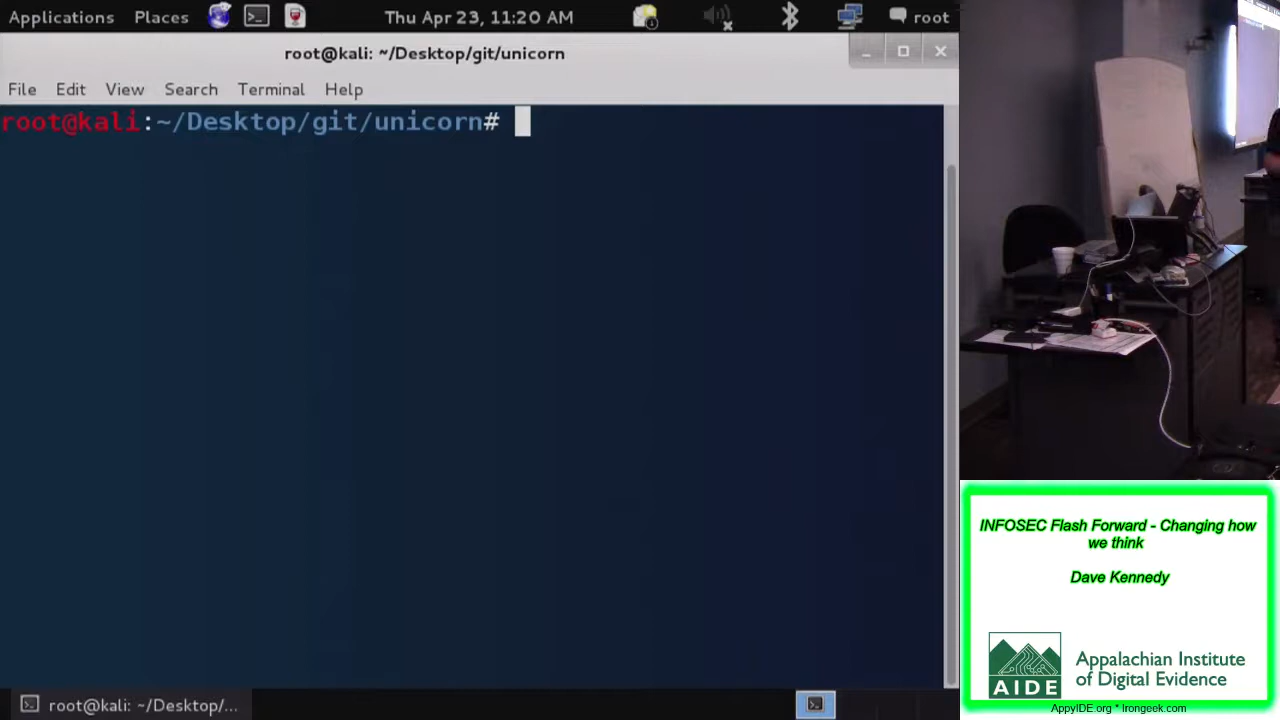 Applications Places Thu Apr 23, 11:20 AM root
root@kali: ~/Desktop/git/unicorn
File Edit View Search Terminal Help
root@kali:~/Desktop/git/unicorn#
root@kali: ~/Desktop/...
INFOSEC Flash Forward - Changing how
we think
Dave Kennedy
AIDE
Appalachian Institute
of Digital Evidence
AppyIDE.org * Irongeek.com